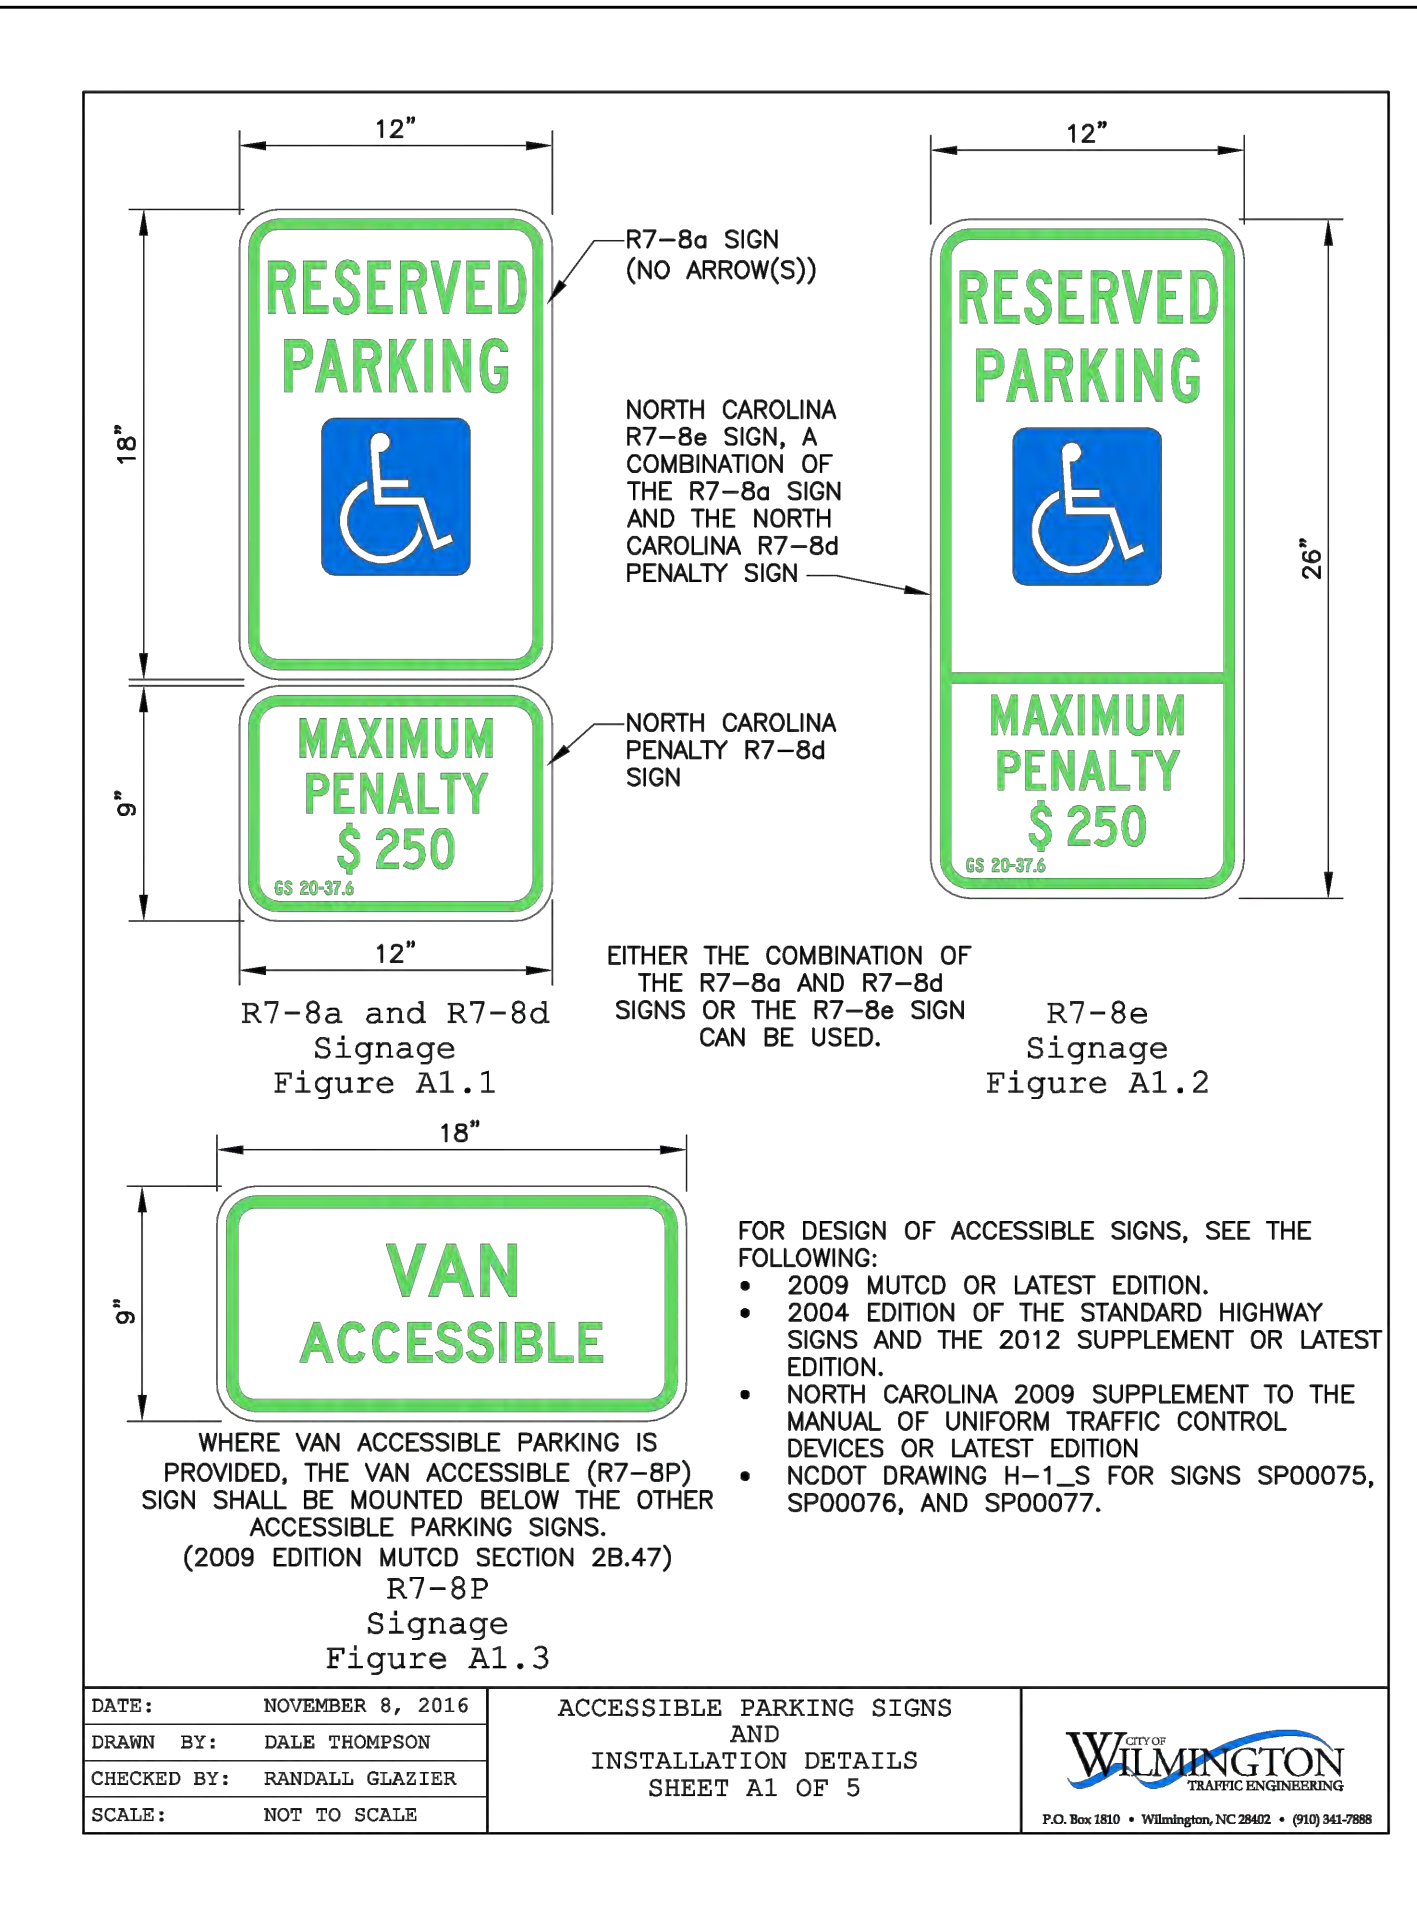 12”
RESERVED
PARKING
18”
R7-8a SIGN
(NO ARROW(S))
NORTH CAROLINA
R7-8e SIGN, A
COMBINATION OF
THE R7-8a SIGN
AND THE NORTH
CAROLINA R7-8d
PENALTY SIGN
12”
RESERVED
PARKING
26”
MAXIMUM
PENALTY
$ 250
GS 20-37.6
MAXIMUM
PENALTY
$ 250
GS 20-37.6
9”
12”
NORTH CAROLINA
PENALTY R7-8d
SIGN
EITHER THE COMBINATION OF
THE R7-8a AND R7-8d
SIGNS OR THE R7-8e SIGN
CAN BE USED.
R7-8a and R7-8d
Signage
Figure A1.1
R7-8e
Signage
Figure A1.2
18”
9”
VAN
ACCESSIBLE
WHERE VAN ACCESSIBLE PARKING IS
PROVIDED, THE VAN ACCESSIBLE (R7-8P)
SIGN SHALL BE MOUNTED BELOW THE OTHER
ACCESSIBLE PARKING SIGNS.
(2009 EDITION MUTCD SECTION 2B.47)
R7-8P
Signage
Figure A1.3
FOR DESIGN OF ACCESSIBLE SIGNS, SEE THE
FOLLOWING:
• 2009 MUTCD OR LATEST EDITION.
• 2004 EDITION OF THE STANDARD HIGHWAY
SIGNS AND THE 2012 SUPPLEMENT OR LATEST
EDITION.
• NORTH CAROLINA 2009 SUPPLEMENT TO THE
MANUAL OF UNIFORM TRAFFIC CONTROL
DEVICES OR LATEST EDITION
• NCDOT DRAWING H-1_S FOR SIGNS SP00075,
SP00076, AND SP00077.
DATE: NOVEMBER 8, 2016
DRAWN BY: DALE THOMPSON
CHECKED BY: RANDALL GLAZIER
SCALE: NOT TO SCALE
ACCESSIBLE PARKING SIGNS
AND
INSTALLATION DETAILS
SHEET A1 OF 5
CITY OF
WILMINGTON
TRAFFIC ENGINEERING
P.O. Box 1810 • Wilmington, NC 28402 • (910) 341-7888